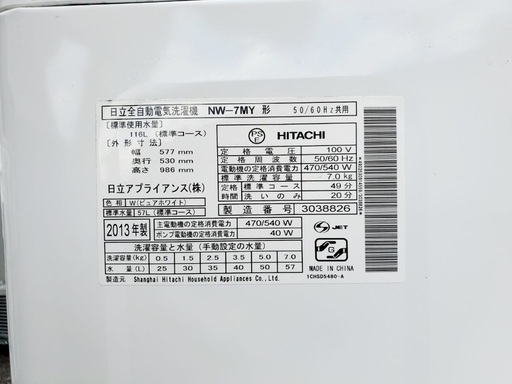 日立全自動電気洗濯機 NW-7MY 形 50/60Hz共用
[標準使用水量]
116L (標準コース)
[外形寸法]
幅 577mm
奥行 530mm
高さ 986mm
日立アプライアンス(株)
色相 W(ピュアホワイト)
標準水量 57L (標準コース)
PSE HITACHI
定格電圧 100 V
定格周波数 50/60 Hz
電動機の定格消費電力 470/540 W
標準洗濯容量 7.0 kg
定格 標準コース 49 分
時間 洗いのみ 20 分
製造番号 3038826
2013年製
主電動機の定格消費電力 470/540 W
ポンプ電動機の定格消費電力 40 W
洗濯容量と水量 (手動設定の水量)
洗濯容量(kg) 0.5 1.5 2.5 3.5 5.0 7.0
水量(L) 25 30 35 40 50 57
製造元 Shanghai Hitachi Household Appliances Co.,Ltd.
S JET
G
MADE IN CHINA
1CHSD5480-A